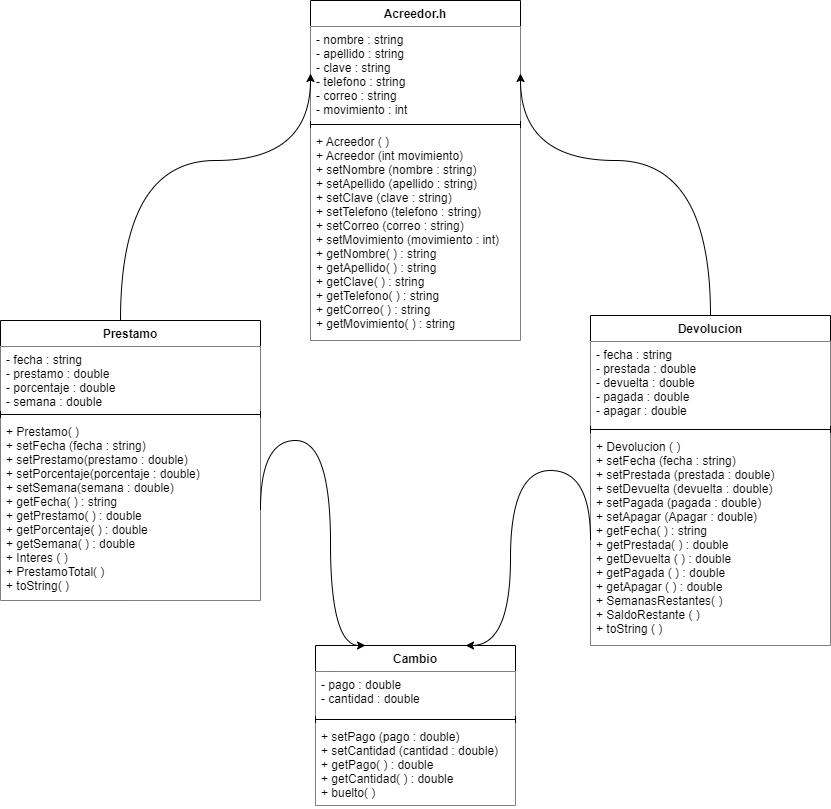 Acreedor.h
- nombre : string
- apellido : string
- clave : string
- telefono : string
- correo : string
- movimiento : int
+ Acreedor ( )
+ Acreedor (int movimiento)
+ setNombre (nombre : string)
+ setApellido (apellido : string)
+ setClave (clave : string)
+ setTelefono (telefono : string)
+ setCorreo (correo : string)
+ setMovimiento (movimiento : int)
+ getNombre( ) : string
+ getApellido( ) : string
+ getClave( ) : string
+ getTelefono( ) : string
+ getCorreo( ) : string
+ getMovimiento( ) : string
Prestamo
- fecha : string
- prestamo : double
- porcentaje : double
- semana : double
+ Prestamo( )
+ setFecha (fecha : string)
+ setPrestamo(prestamo : double)
+ setPorcentaje(porcentaje : double)
+ setSemana(semana : double)
+ getFecha( ) : string
+ getPrestamo( ) : double
+ getPorcentaje( ) : double
+ getSemana( ) : double
+ Interes ( )
+ PrestamoTotal( )
+ toString( )
Devolucion
- fecha : string
- prestada : double
- devuelta : double
- pagada : double
- apagar : double
+ Devolucion ( )
+ setFecha (fecha : string)
+ setPrestada (prestada : double)
+ setDevuelta (devuelta : double)
+ setPagada (pagada : double)
+ setApagar (Apagar : double)
+ getFecha( ) : string
+ getPrestada( ) : double
+ getDevuelta ( ) : double
+ getPagada ( ) : double
+ getApagar ( ) : double
+ SemanasRestantes( )
+ SaldoRestante ( )
+ toString ( )
Cambio
- pago : double
- cantidad : double
+ setPago (pago : double)
+ setCantidad (cantidad : double)
+ getPago( ) : double
+ getCantidad( ) : double
+ buelto( )